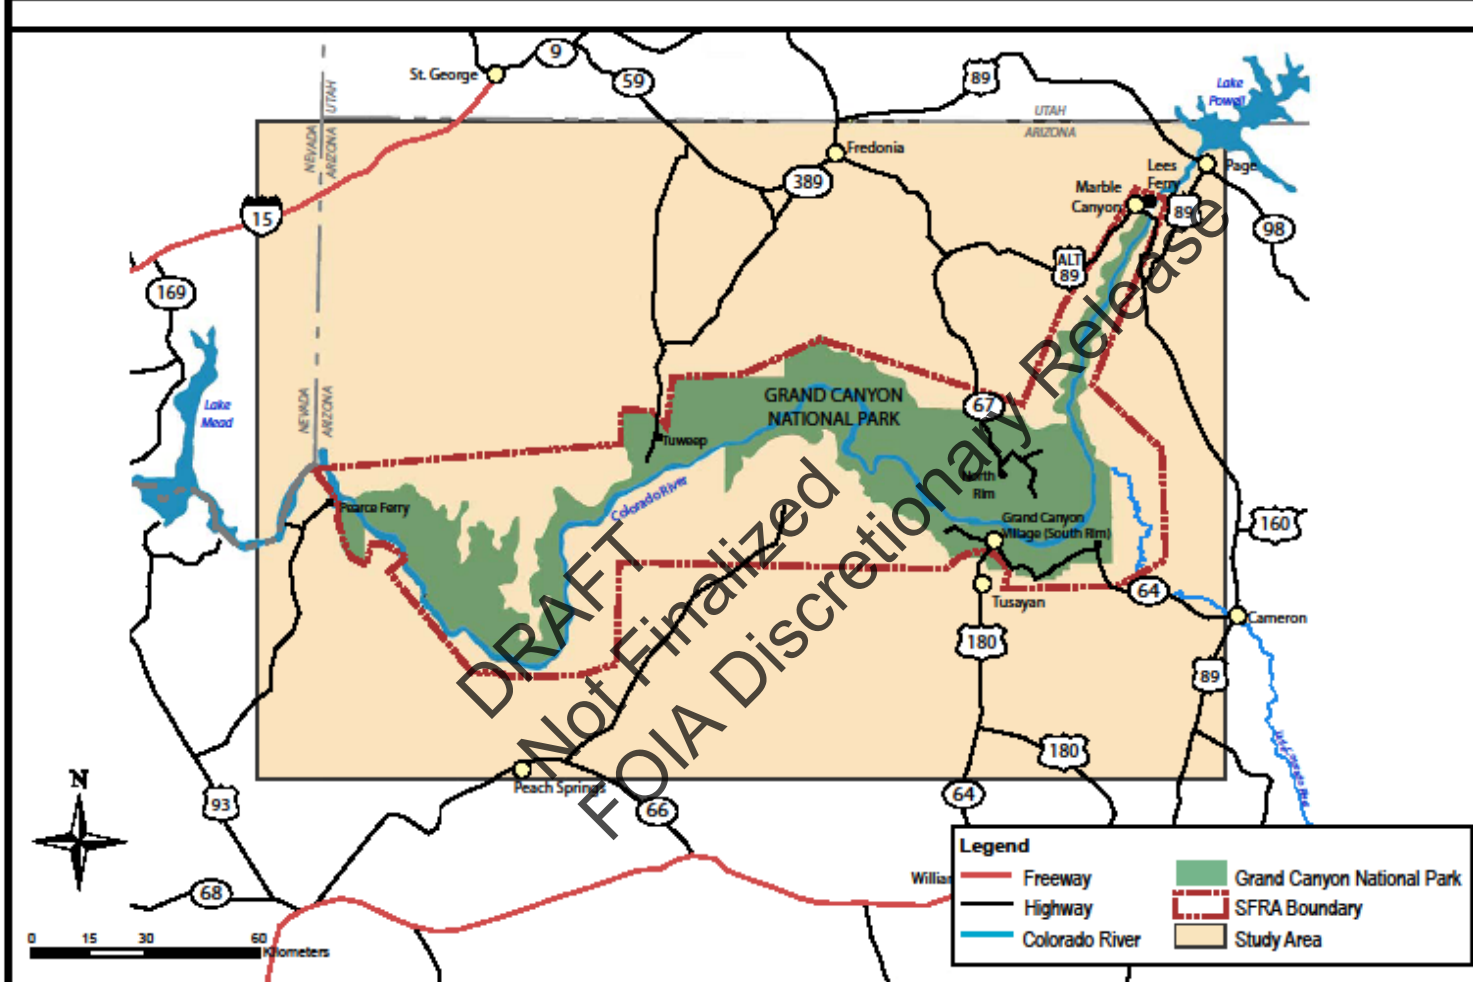 St. George
9
59
89
Lake
Powell
UTAH
ARIZONA
NEVADA
ARIZONA
UTAH
ARIZONA
Fredonia
389
Lees
Ferry
Page
Marble
Canyon
89
98
15
ALT
89
169
Lake
Mead
NEVADA
ARIZONA
GRAND CANYON
NATIONAL PARK
67
Tuweep
North
Rim
Colorado River
Pearce Ferry
Grand Canyon
Village (South Rim)
160
Tusayan
64
Cameron
180
89
180
DRAFT
Not Finalized
FOIA Discretionary Release
N
93
Peach Springs
66
64
68
0 15 30 60
Kilometers
Legend
Freeway
Highway
Colorado River
Grand Canyon National Park
SFRA Boundary
Study Area